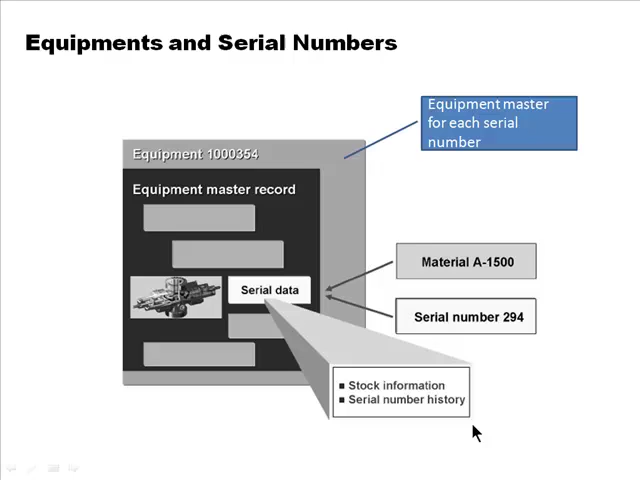 Equipments and Serial Numbers
Equipment master
for each serial
number
Equipment 1000354
Equipment master record
Material A-1500
Serial data
Serial number 294
■ Stock information
■ Serial number history